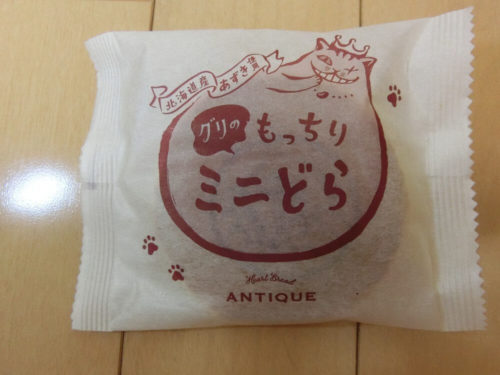 北海道産
あずき使用
グリの
もっちり
ミニどら
Heart Bread
ANTIQUE